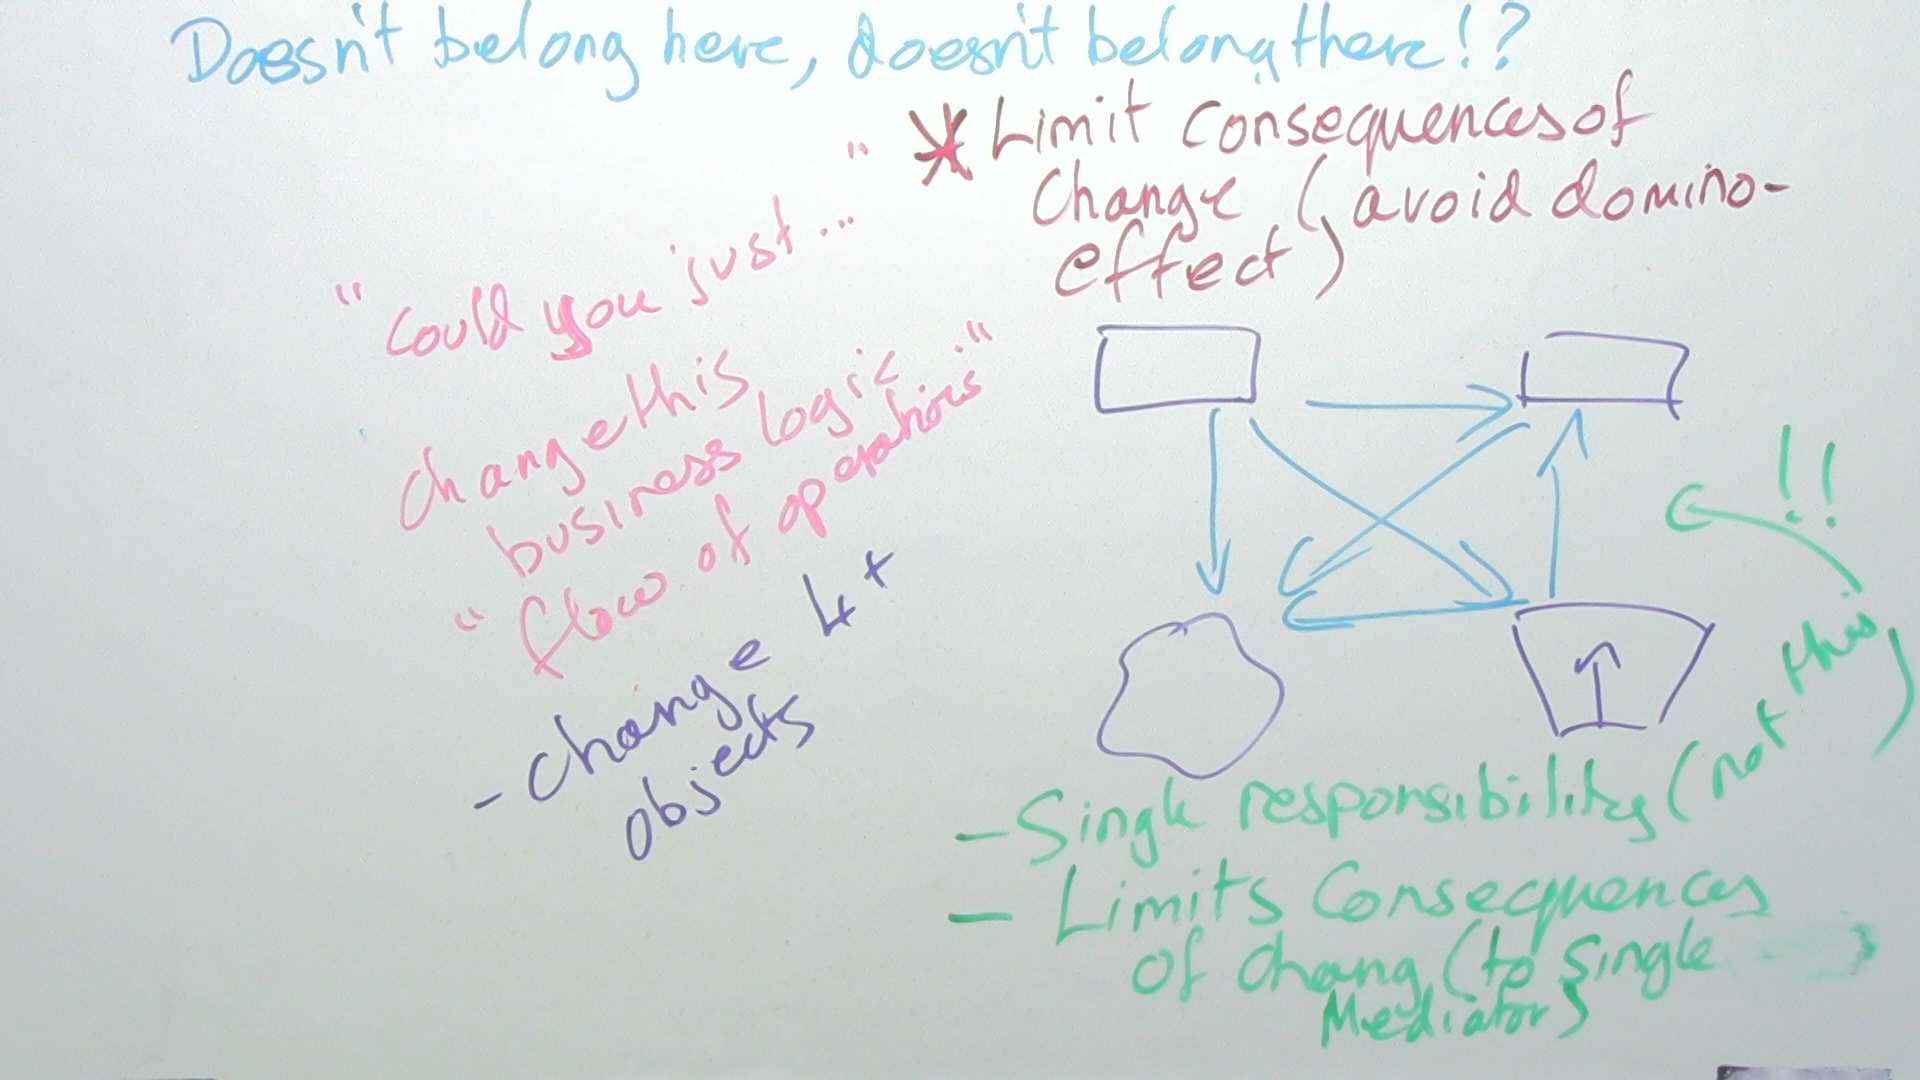 Doesn't belong here, doesn't belong there!?
* Limit consequences of
change (avoid domino-
effect)
"Could you just..."
change this
business logic."
"flow of operations"
- change 4+
objects
!!
- Single responsibility (not this)
- Limits Consequences
of chang (to single
Mediator)